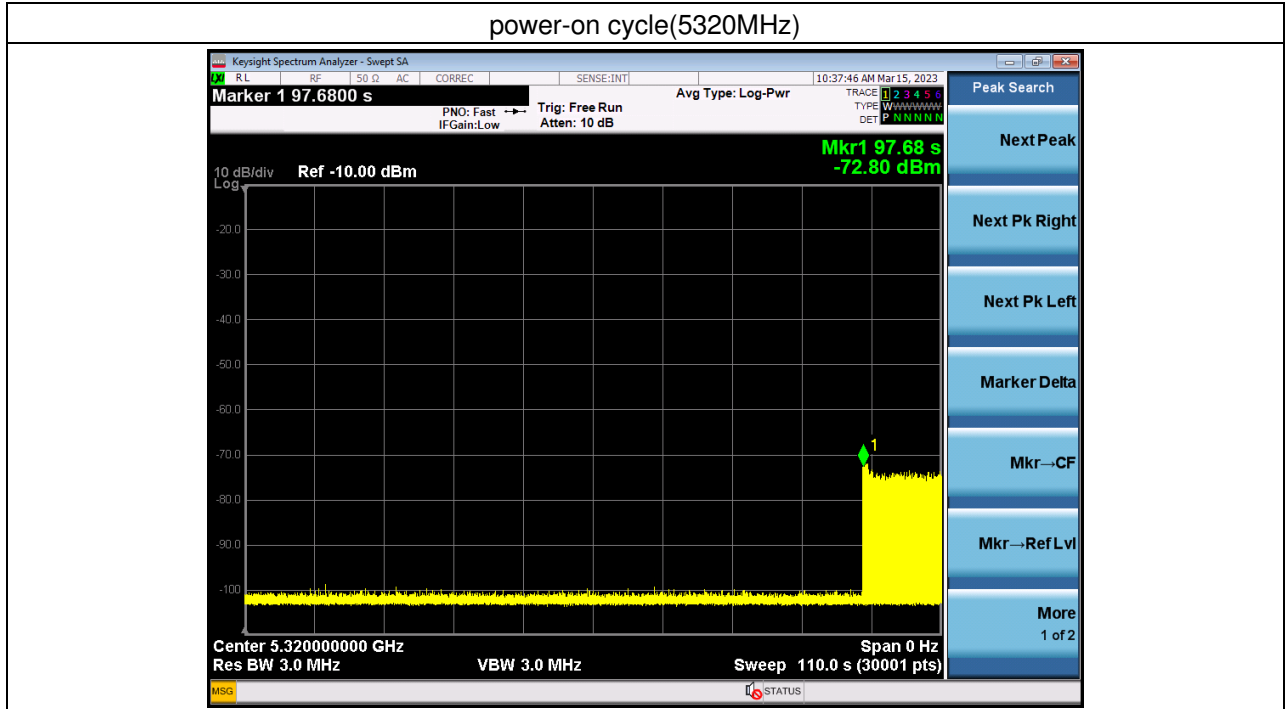 power-on cycle(5320MHz)
Keysight Spectrum Analyzer - Swept SA
LXI RL RF 50 Ω AC CORREC SENSE:INT 10:37:46 AM Mar 15, 2023
Marker 1 97.6800 s
PNO: Fast
IFGain:Low
Trig: Free Run
Atten: 10 dB
Avg Type: Log-Pwr
TRACE 1 2 3 4 5 6
TYPE WWWWWW
DET P N N N N N
Peak Search
Mkr1 97.68 s
-72.80 dBm
10 dB/div Ref -10.00 dBm
Log
-20.0
-30.0
-40.0
-50.0
-60.0
-70.0
-80.0
-90.0
-100
1
Center 5.320000000 GHz Span 0 Hz
Res BW 3.0 MHz VBW 3.0 MHz Sweep 110.0 s (30001 pts)
Next Peak
Next Pk Right
Next Pk Left
Marker Delta
Mkr→CF
Mkr→Ref Lvl
More
1 of 2
MSG STATUS